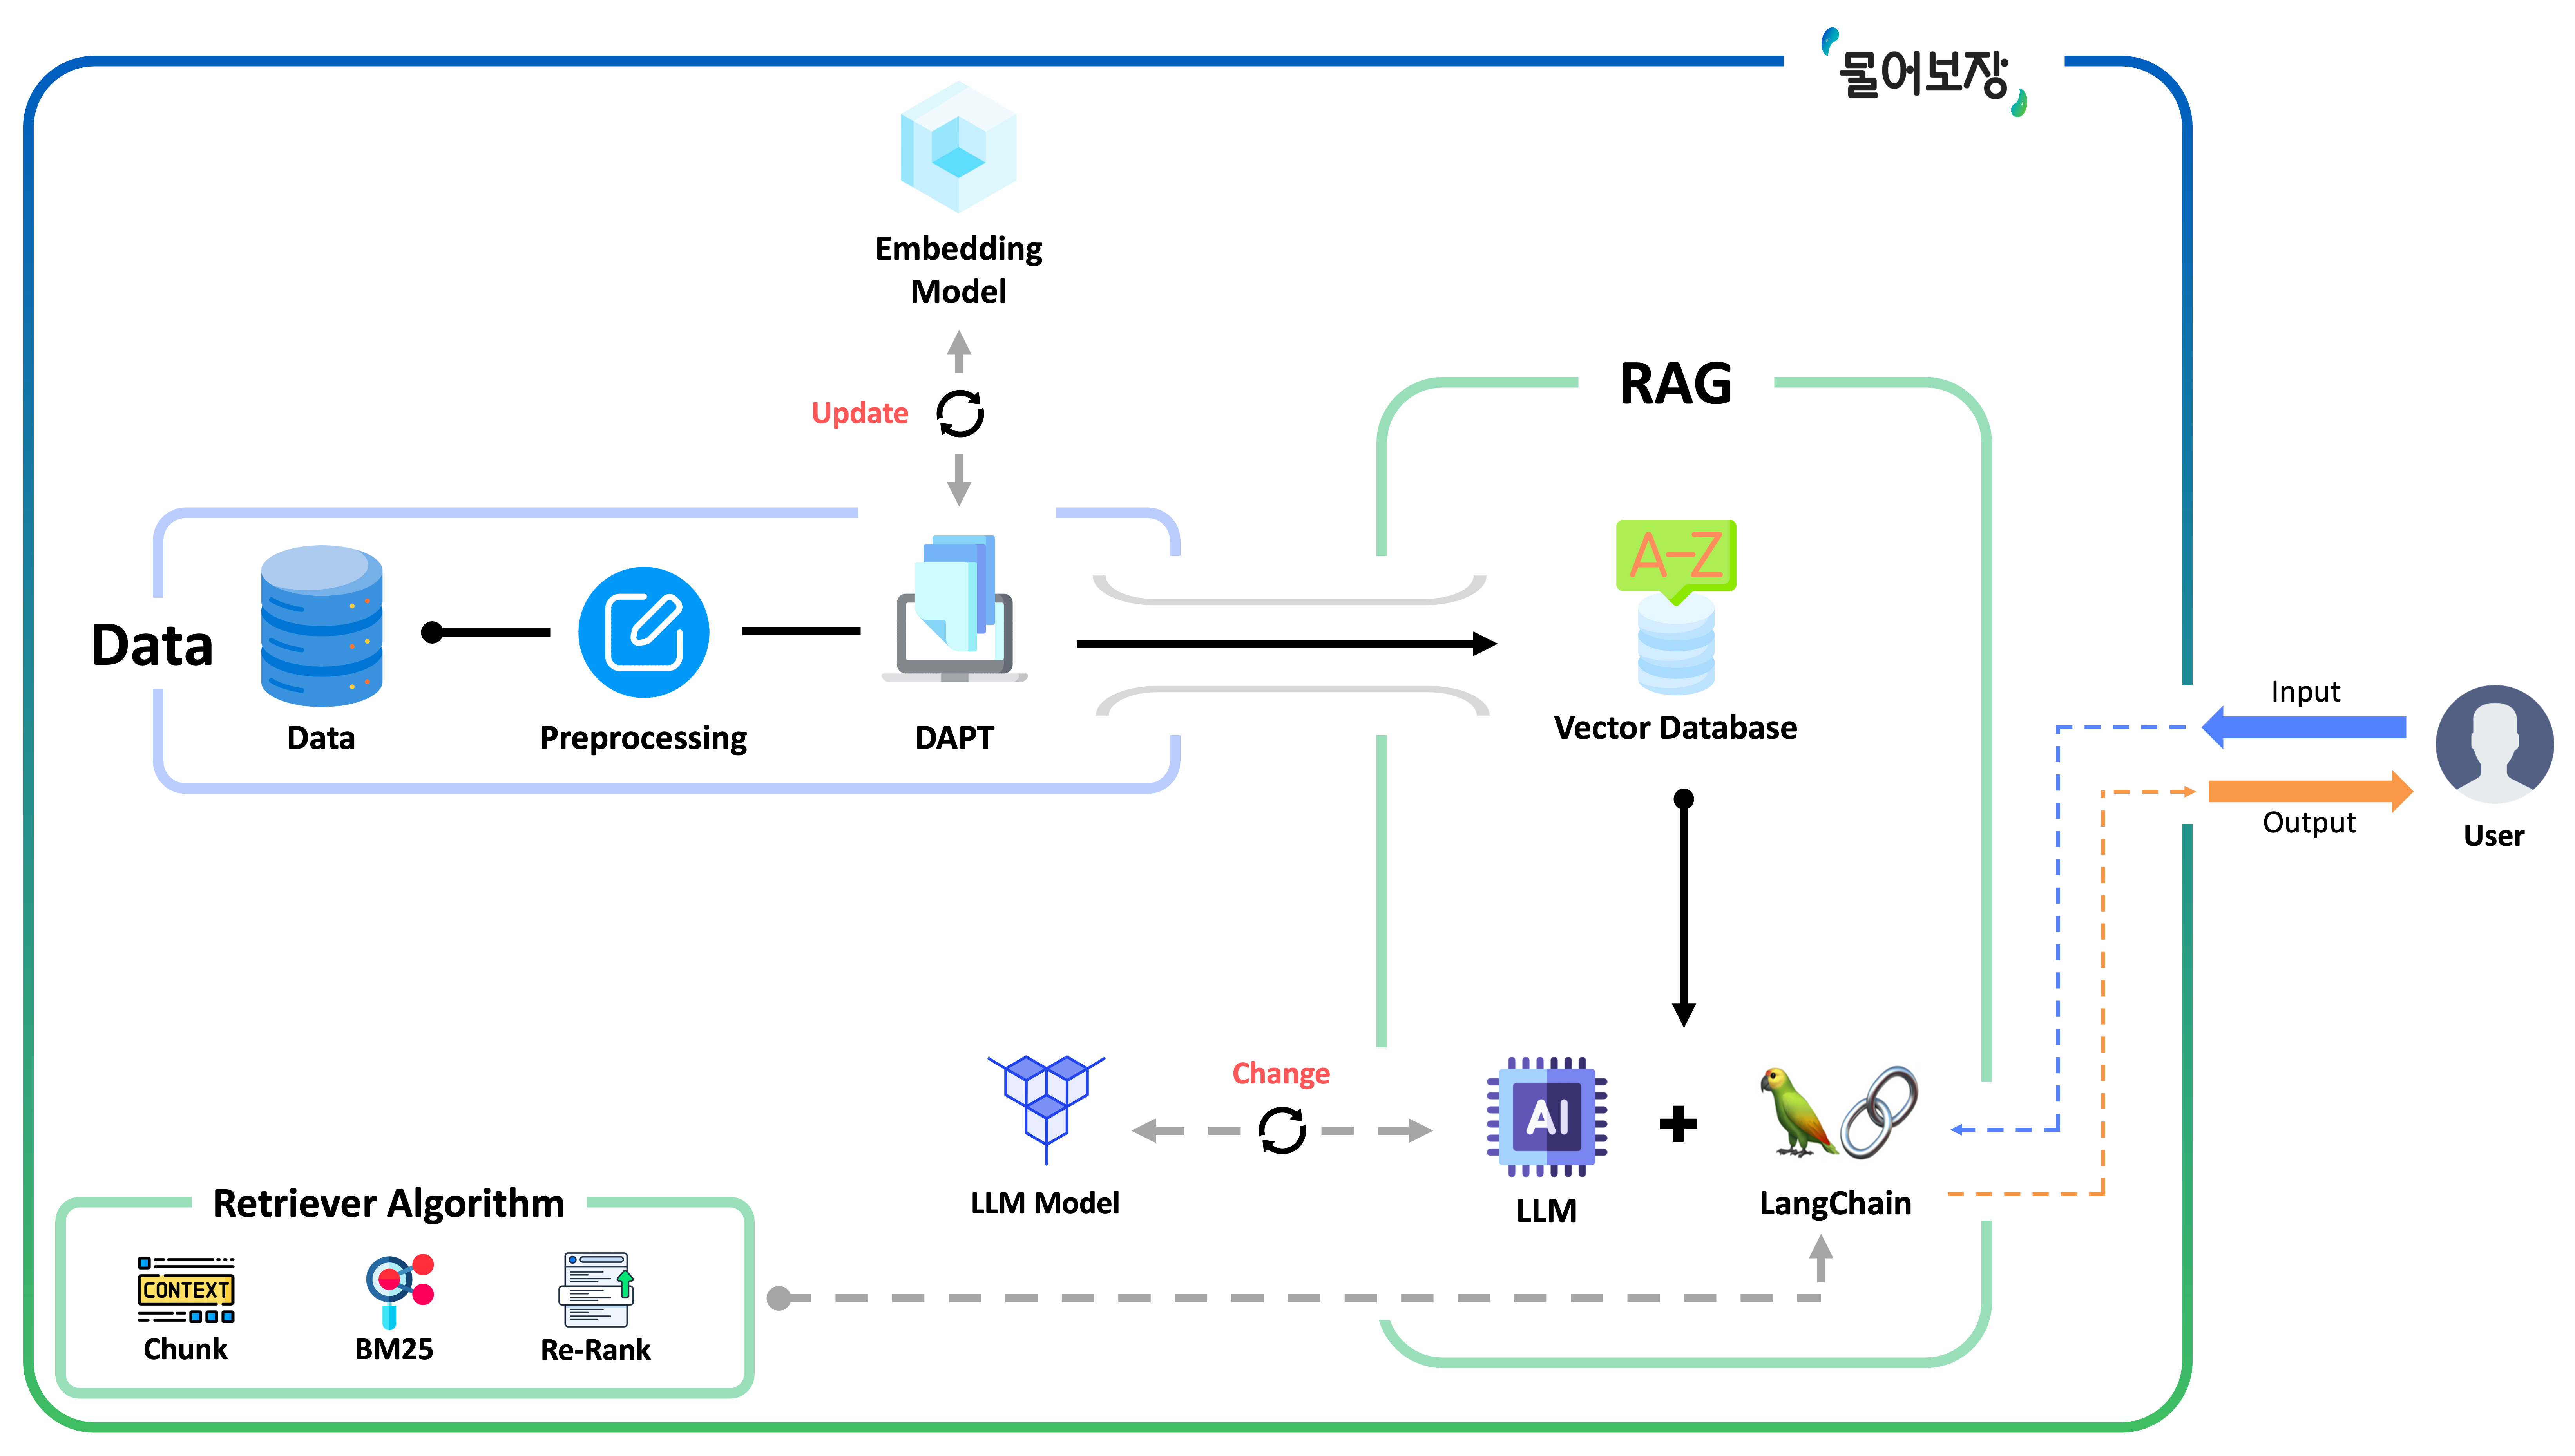 물어보장
Embedding
Model
Update
RAG
A-Z
Data
Data
Preprocessing
DAPT
Vector Database
Input
Output
User
Change
AI
LLM Model
LLM
LangChain
Retriever Algorithm
CONTEXT
Chunk
BM25
Re-Rank